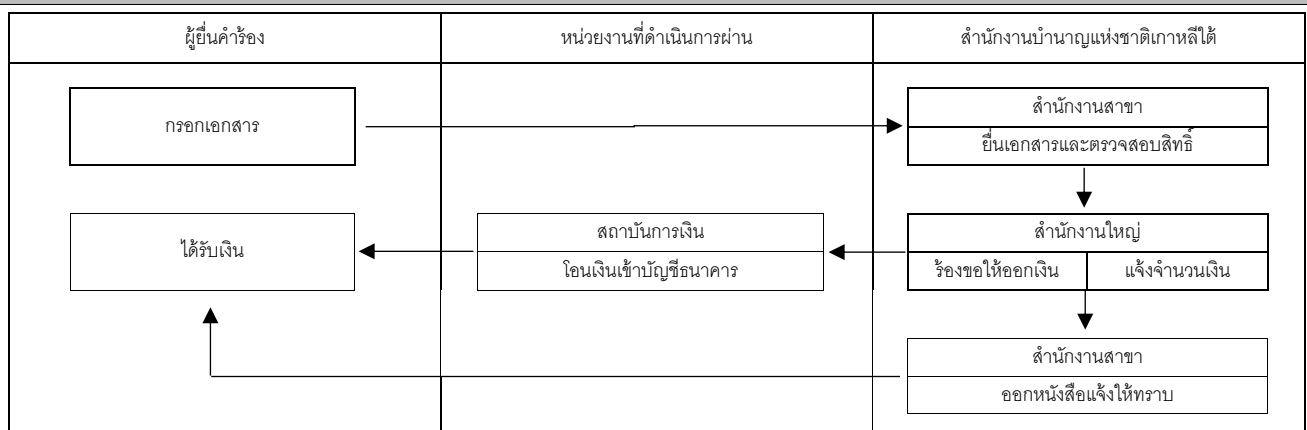 ผู้ยื่นคำร้อง
หน่วยงานที่ดำเนินการผ่าน
สำนักงานบำนาญแห่งชาติเกาหลีใต้
กรอกเอกสาร
สำนักงานสาขา
ยื่นเอกสารและตรวจสอบสิทธิ์
ได้รับเงิน
สถาบันการเงิน
โอนเงินเข้าบัญชีธนาคาร
สำนักงานใหญ่
ร้องขอให้ออกเงิน
แจ้งจำนวนเงิน
สำนักงานสาขา
ออกหนังสือแจ้งให้ทราบ